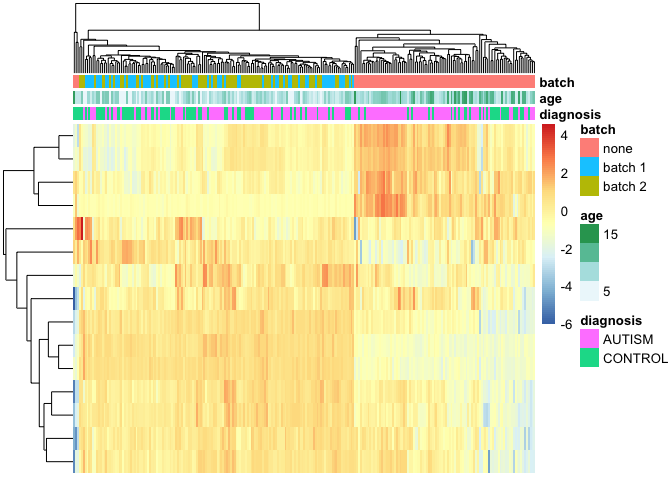 batch
age
diagnosis
4
2
0
-2
-4
-6
batch
none
batch 1
batch 2
age
15
5
diagnosis
AUTISM
CONTROL